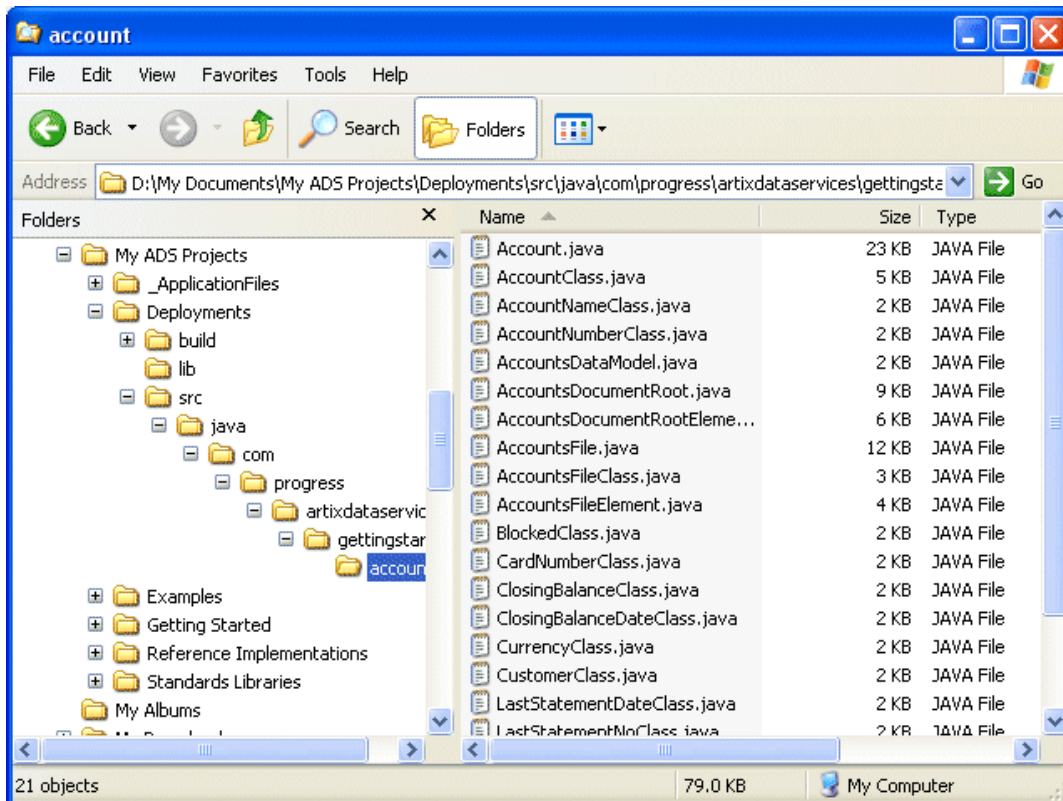 account
File Edit View Favorites Tools Help
Back Search Folders
Address D:\My Documents\My ADS Projects\Deployments\src\java\com\progress\artixdataservices\gettingsta Go
Folders
My ADS Projects
_ApplicationFiles
Deployments
build
lib
src
java
com
progress
artixdataservic
gettingstar
accoun
Examples
Getting Started
Reference Implementations
Standards Libraries
My Albums
Name Size Type
Account.java 23 KB JAVA File
AccountClass.java 5 KB JAVA File
AccountNameClass.java 2 KB JAVA File
AccountNumberClass.java 2 KB JAVA File
AccountsDataModel.java 2 KB JAVA File
AccountsDocumentRoot.java 9 KB JAVA File
AccountsDocumentRootEleme... 6 KB JAVA File
AccountsFile.java 12 KB JAVA File
AccountsFileClass.java 3 KB JAVA File
AccountsFileElement.java 4 KB JAVA File
BlockedClass.java 2 KB JAVA File
CardNumberClass.java 2 KB JAVA File
ClosingBalanceClass.java 2 KB JAVA File
ClosingBalanceDateClass.java 2 KB JAVA File
CurrencyClass.java 2 KB JAVA File
CustomerClass.java 2 KB JAVA File
LastStatementDateClass.java 2 KB JAVA File
LastStatementNoClass.java 2 KB JAVA File
21 objects 79.0 KB My Computer